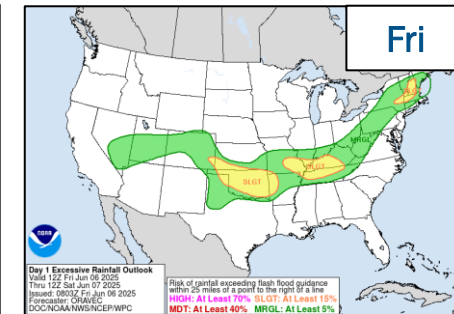 Fri
SLGT
MRGL
SLGT
SLGT
NOAA
Day 1 Excessive Rainfall Outlook
Valid 12Z Fri Jun 06 2025
Thru 12Z Sat Jun 07 2025
Issued: 0803Z Fri Jun 06 2025
Forecaster: ORAVEC
DOC/NOAA/NWS/NCEP/WPC
Risk of rainfall exceeding flash flood guidance
within 25 miles of a point to the right of a line
HIGH: At Least 70% SLGT: At Least 15%
MDT: At Least 40% MRGL: At Least 5%